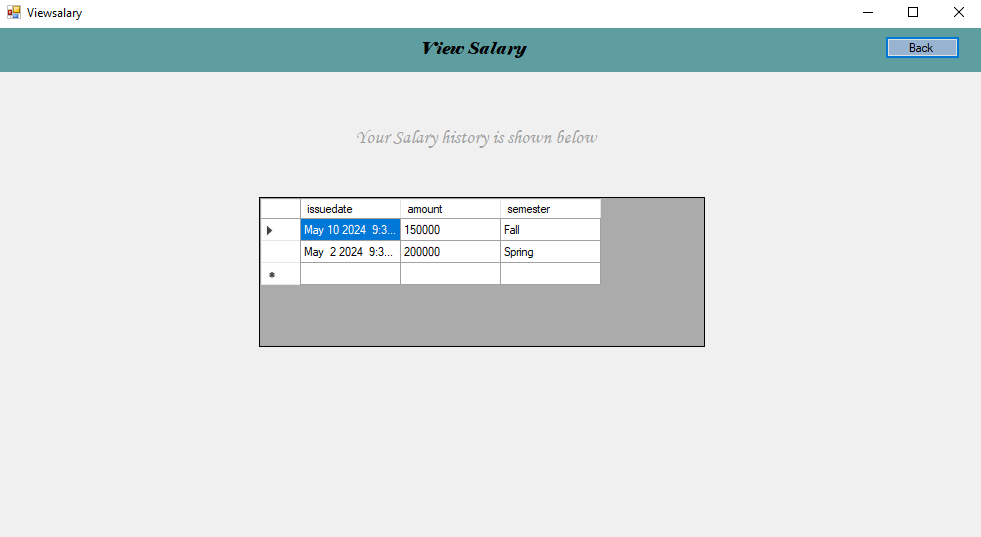 Viewsalary
View Salary
Back
Your Salary history is shown below
issuedate amount semester
May 10 2024 9:3... 150000 Fall
May 2 2024 9:3... 200000 Spring